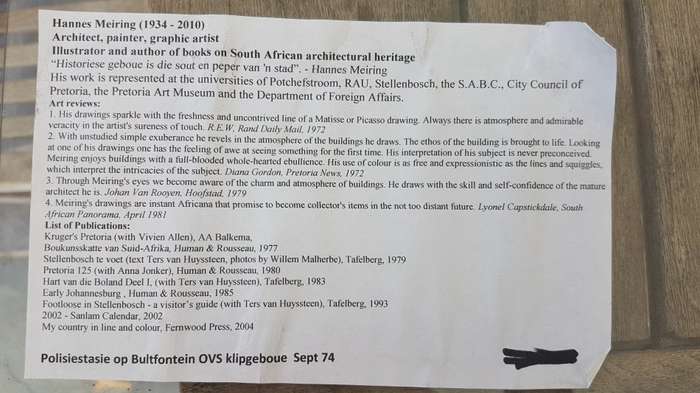 Hannes Meiring (1934 - 2010)
Architect, painter, graphic artist
Illustrator and author of books on South African architectural heritage
“Historiese geboue is die sout en peper van 'n stad”. - Hannes Meiring
His work is represented at the universities of Potchefstroom, RAU, Stellenbosch, the S.A.B.C., City Council of
Pretoria, the Pretoria Art Museum and the Department of Foreign Affairs.
Art reviews:
1. His drawings sparkle with the freshness and uncontrived line of a Matisse or Picasso drawing. Always there is atmosphere and admirable
veracity in the artist's sureness of touch. R.E.W, Rand Daily Mail, 1972
2. With unstudied simple exuberance he revels in the atmosphere of the buildings he draws. The ethos of the building is brought to life. Looking
at one of his drawings one has the feeling of awe at seeing something for the first time. His interpretation of his subject is never preconceived.
Meiring enjoys buildings with a full-blooded whole-hearted ebullience. His use of colour is as free and expressionistic as the lines and squiggles,
which interpret the intricacies of the subject. Diana Gordon, Pretoria News, 1972
3. Through Meiring's eyes we become aware of the charm and atmosphere of buildings. He draws with the skill and self-confidence of the mature
architect he is. Johan Van Rooyen, Hoofstad, 1979
4. Meiring's drawings are instant Africana that promise to become collector's items in the not too distant future. Lyonel Capstickdale, South
African Panorama, April 1981
List of Publications:
Kruger's Pretoria (with Vivien Allen), AA Balkema,
Boukunsskatte van Suid-Afrika, Human & Rousseau, 1977
Stellenbosch te voet (text Ters van Huyssteen, photos by Willem Malherbe), Tafelberg, 1979
Pretoria 125 (with Anna Jonker), Human & Rousseau, 1980
Hart van die Boland Deel I, (with Ters van Huyssteen), Tafelberg, 1983
Early Johannesburg , Human & Rousseau, 1985
Footloose in Stellenbosch - a visitor's guide (with Ters van Huyssteen), Tafelberg, 1993
2002 - Sanlam Calendar, 2002
My country in line and colour, Fernwood Press, 2004
Polisiestasie op Bultfontein OVS klipgeboue Sept 74